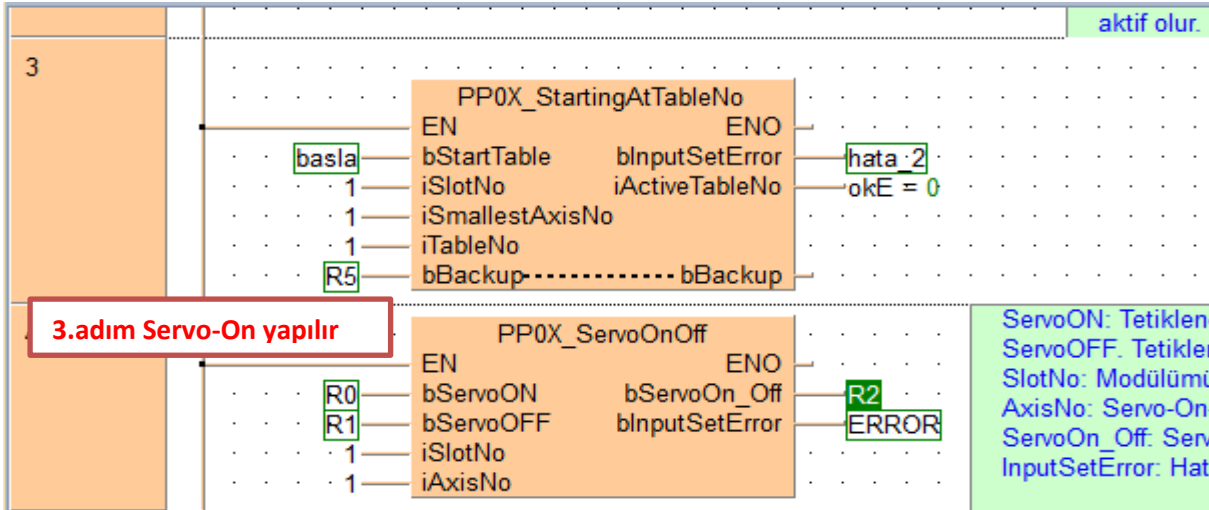 aktif olur.
3
PP0X_StartingAtTableNo
EN ENO
basla bStartTable bInputSetError hata_2
1 iSlotNo iActiveTableNo okE = 0
1 iSmallestAxisNo
1 iTableNo
R5 bBackup bBackup
3.adım Servo-On yapılır
PP0X_ServoOnOff
EN ENO
R0 bServoON bServoOn_Off R2
R1 bServoOFF bInputSetError ERROR
1 iSlotNo
1 iAxisNo
ServoON: Tetiklen
ServoOFF. Tetikle
SlotNo: Modülüm
AxisNo: Servo-On
ServoOn_Off: Serv
InputSetError: Hat